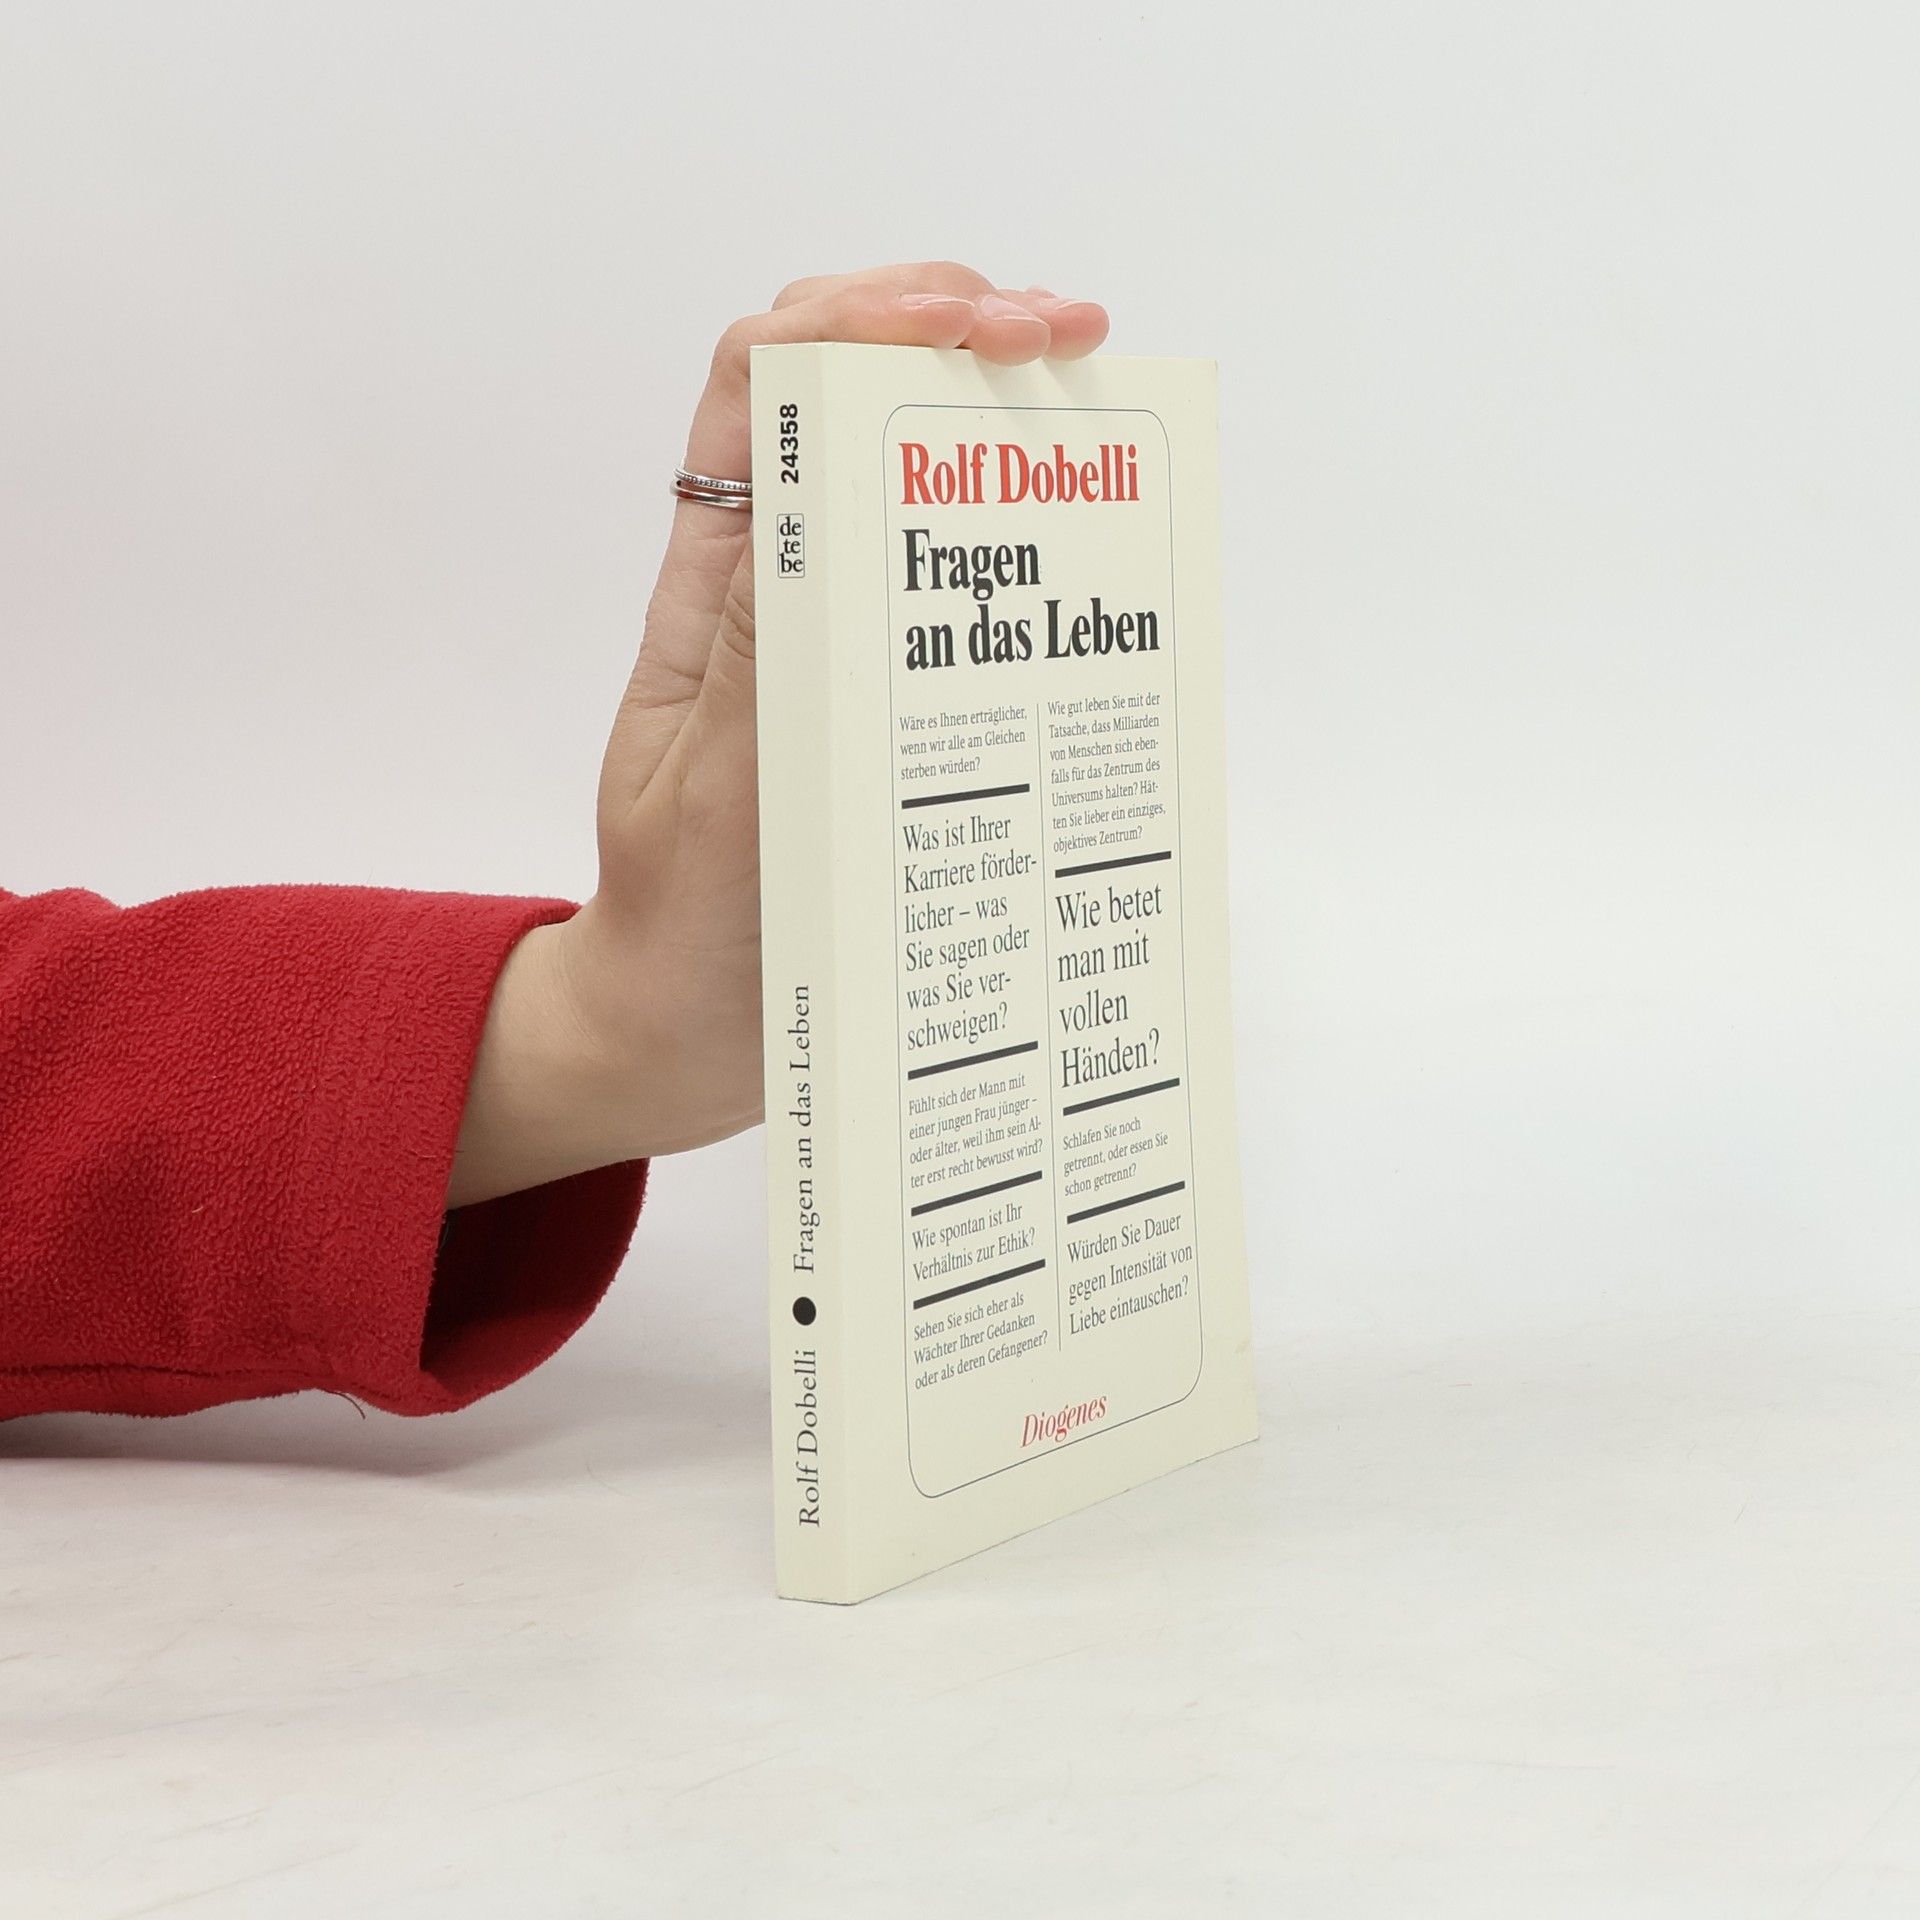 24358
de
te
be
Rolf Dobelli ● Fragen an das Leben
Rolf Dobelli
Fragen
an das Leben
Wäre es Ihnen erträglicher,
wenn wir alle am Gleichen
sterben würden?
Was ist Ihrer
Karriere förder-
licher – was
Sie sagen oder
was Sie ver-
schweigen?
Fühlt sich der Mann mit
einer jungen Frau jünger –
oder älter, weil ihm sein Al-
ter erst recht bewusst wird?
Wie spontan ist Ihr
Verhältnis zur Ethik?
Sehen Sie sich eher als
Wächter Ihrer Gedanken
oder als deren Gefangener?
Wie gut leben Sie mit der
Tatsache, dass Milliarden
von Menschen sich eben-
falls für das Zentrum des
Universums halten? Hät-
ten Sie lieber ein einziges,
objektives Zentrum?
Wie betet
man mit
vollen
Händen?
Schlafen Sie noch
getrennt, oder essen Sie
schon getrennt?
Würden Sie Dauer
gegen Intensität von
Liebe eintauschen?
Diogenes